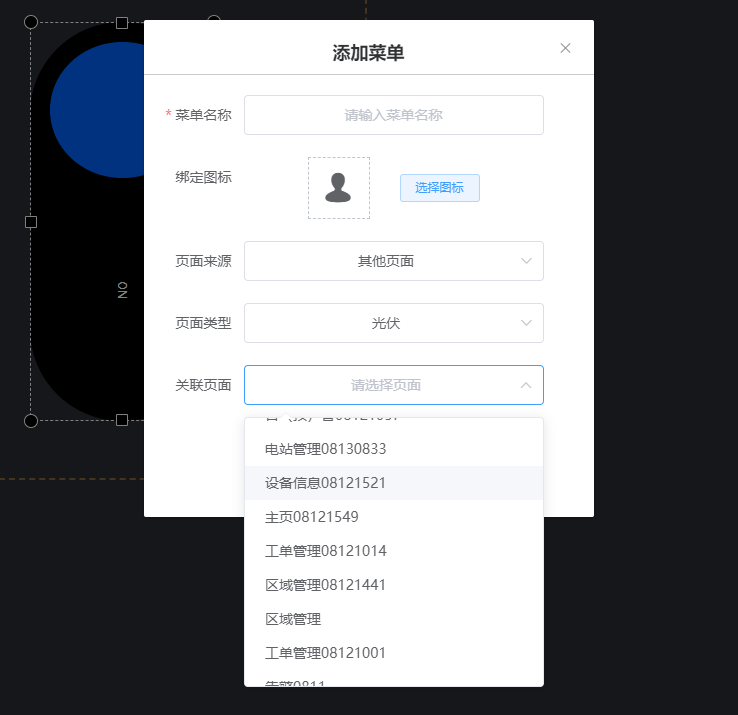 添加菜单
* 菜单名称
请输入菜单名称
绑定图标
选择图标
页面来源
其他页面
页面类型
光伏
NO
关联页面
请选择页面
电站管理08130833
设备信息08121521
主页08121549
工单管理08121014
区域管理08121441
区域管理
工单管理08121001